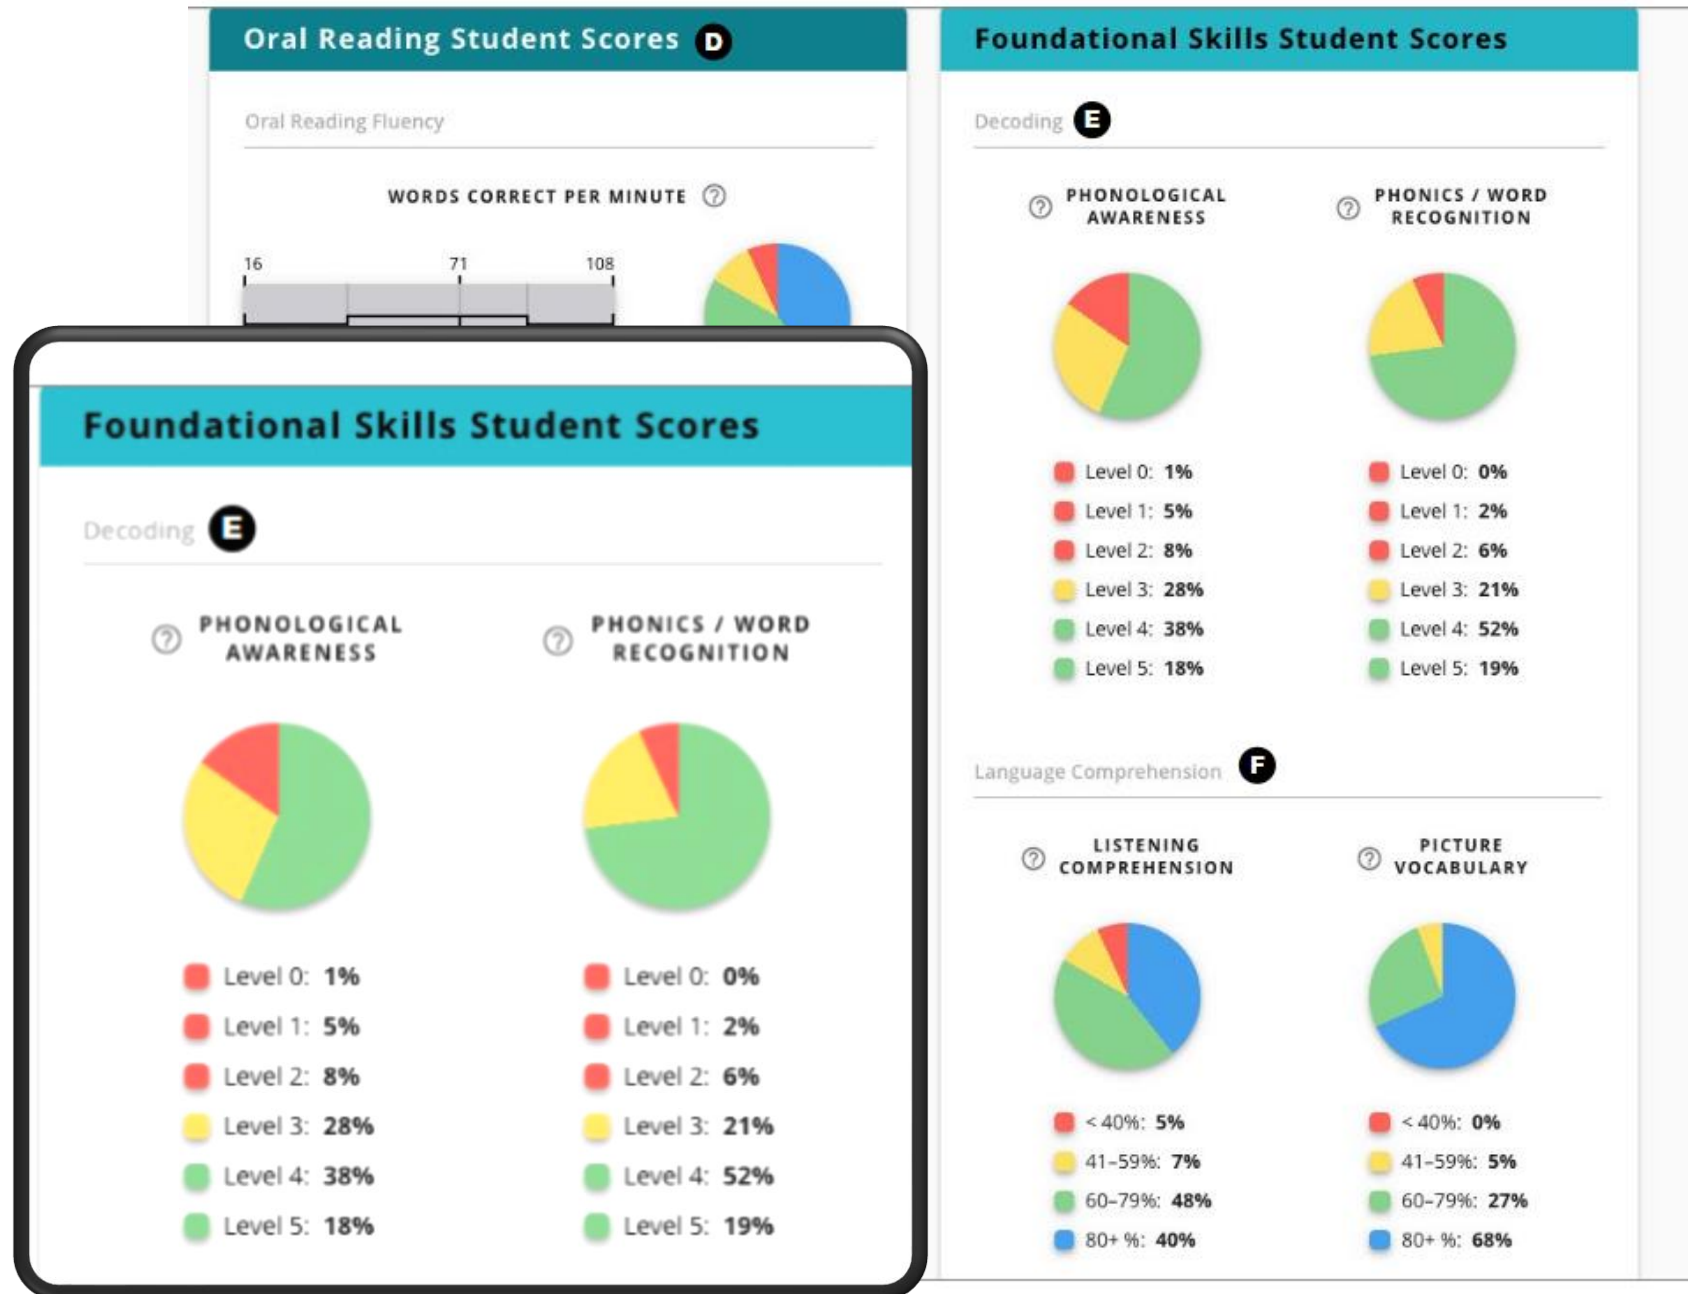 Oral Reading Student Scores D
Oral Reading Fluency
WORDS CORRECT PER MINUTE ?
16 71 108
Foundational Skills Student Scores
Decoding E
? PHONOLOGICAL
AWARENESS
Level 0: 1%
Level 1: 5%
Level 2: 8%
Level 3: 28%
Level 4: 38%
Level 5: 18%
? PHONICS / WORD
RECOGNITION
Level 0: 0%
Level 1: 2%
Level 2: 6%
Level 3: 21%
Level 4: 52%
Level 5: 19%
Foundational Skills Student Scores
Decoding E
? PHONOLOGICAL
AWARENESS
Level 0: 1%
Level 1: 5%
Level 2: 8%
Level 3: 28%
Level 4: 38%
Level 5: 18%
? PHONICS / WORD
RECOGNITION
Level 0: 0%
Level 1: 2%
Level 2: 6%
Level 3: 21%
Level 4: 52%
Level 5: 19%
Language Comprehension F
? LISTENING
COMPREHENSION
< 40%: 5%
41–59%: 7%
60–79%: 48%
80+ %: 40%
? PICTURE
VOCABULARY
< 40%: 0%
41–59%: 5%
60–79%: 27%
80+ %: 68%